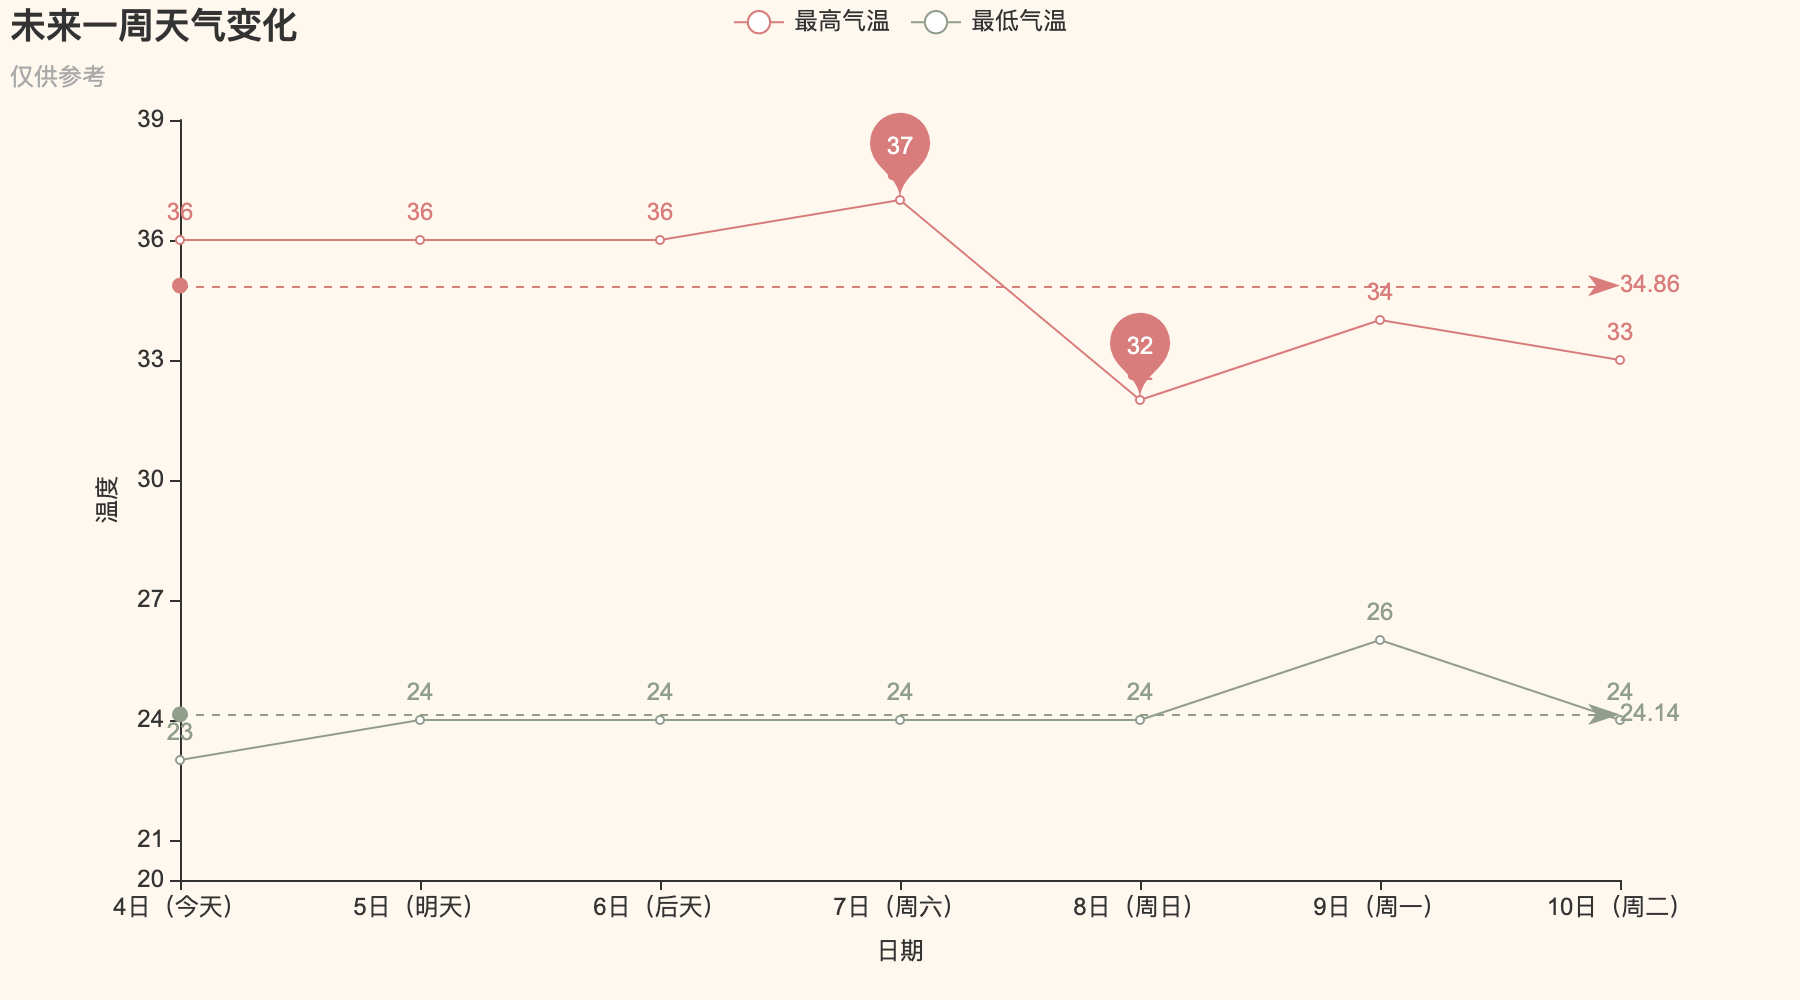 未来一周天气变化
仅供参考
最高气温
最低气温
39
36
33
30
27
24
21
20
温度
36
36
36
37
32
34
33
34.86
23
24
24
24
24
26
24
24.14
4日（今天）
5日（明天）
6日（后天）
7日（周六）
8日（周日）
9日（周一）
10日（周二）
日期